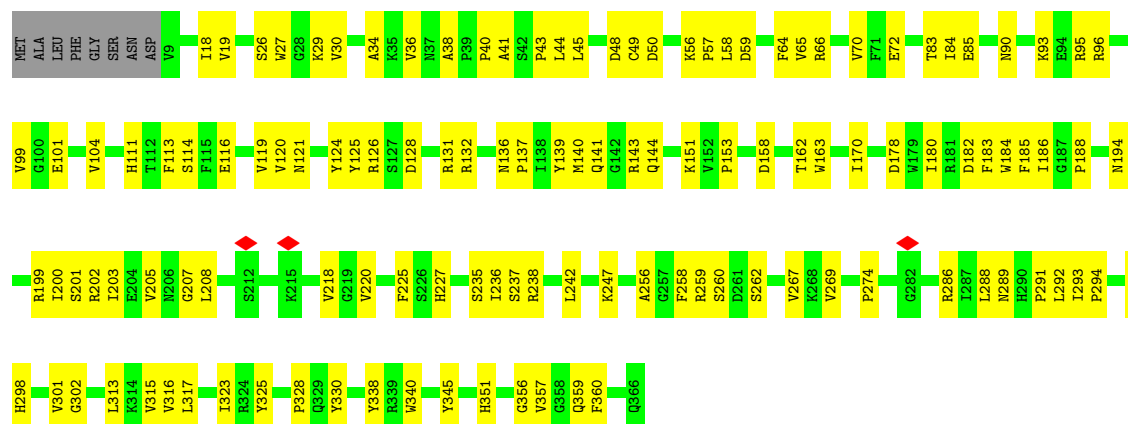 MET ALA LEU PHE GLY SER ASN ASP V9 I18 V19 S26 W27 G28 K29 V30 A34 K35 V36 N37 A38 P39 P40 A41 S42 P43 L44 L45 D48 C49 D50 K56 P57 L58 D59 F64 V65 R66 V70 F71 E72 T83 I84 E85 N90 K93 E94 R95 R96
V99 G100 E101 V104 H111 T112 F113 S114 F115 E116 V119 V120 N121 Y124 Y125 R126 S127 D128 R131 R132 N136 P137 I138 Y139 M140 Q141 G142 R143 Q144 K151 V152 P153 D158 T162 W163 I170 D178 W179 I180 R181 D182 F183 W184 F185 I186 G187 P188 N194
R199 I200 S201 R202 I203 E204 V205 N206 G207 L208 S212 K215 V218 G219 V220 F225 S226 H227 S235 I236 S237 R238 L242 K247 A256 G257 F258 R259 S260 D261 S262 V267 K268 V269 P274 G282 R286 I287 L288 N289 H290 P291 L292 I293 P294
H298 V301 G302 L313 K314 V315 V316 L317 I323 R324 Y325 P328 Q329 Y330 Y338 R339 W340 Y345 H351 G356 V357 G358 Q359 F360 Q366